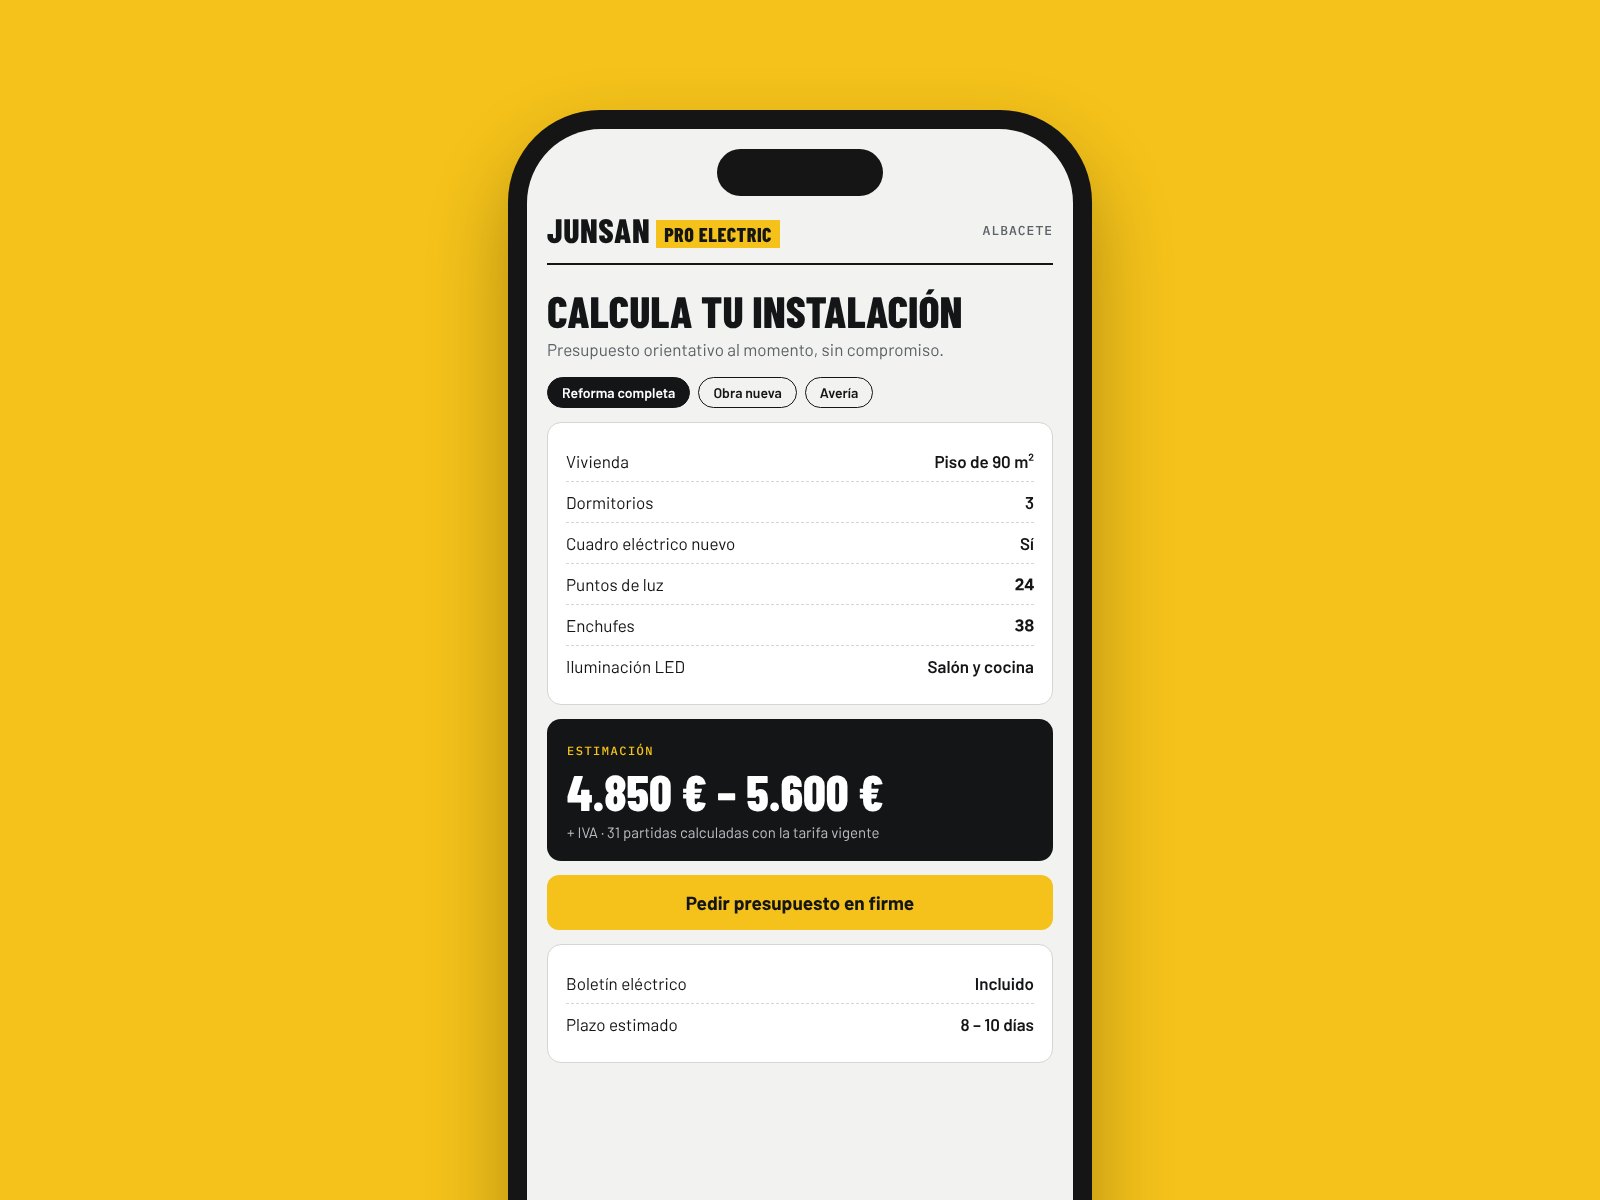 JUNSAN PRO ELECTRIC ALBACETE
CALCULA TU INSTALACIÓN
Presupuesto orientativo al momento, sin compromiso.
Reforma completa Obra nueva Avería
Vivienda Piso de 90 m²
Dormitorios 3
Cuadro eléctrico nuevo Sí
Puntos de luz 24
Enchufes 38
Iluminación LED Salón y cocina
ESTIMACIÓN
4.850 € – 5.600 €
+ IVA · 31 partidas calculadas con la tarifa vigente
Pedir presupuesto en firme
Boletín eléctrico Incluido
Plazo estimado 8 – 10 días